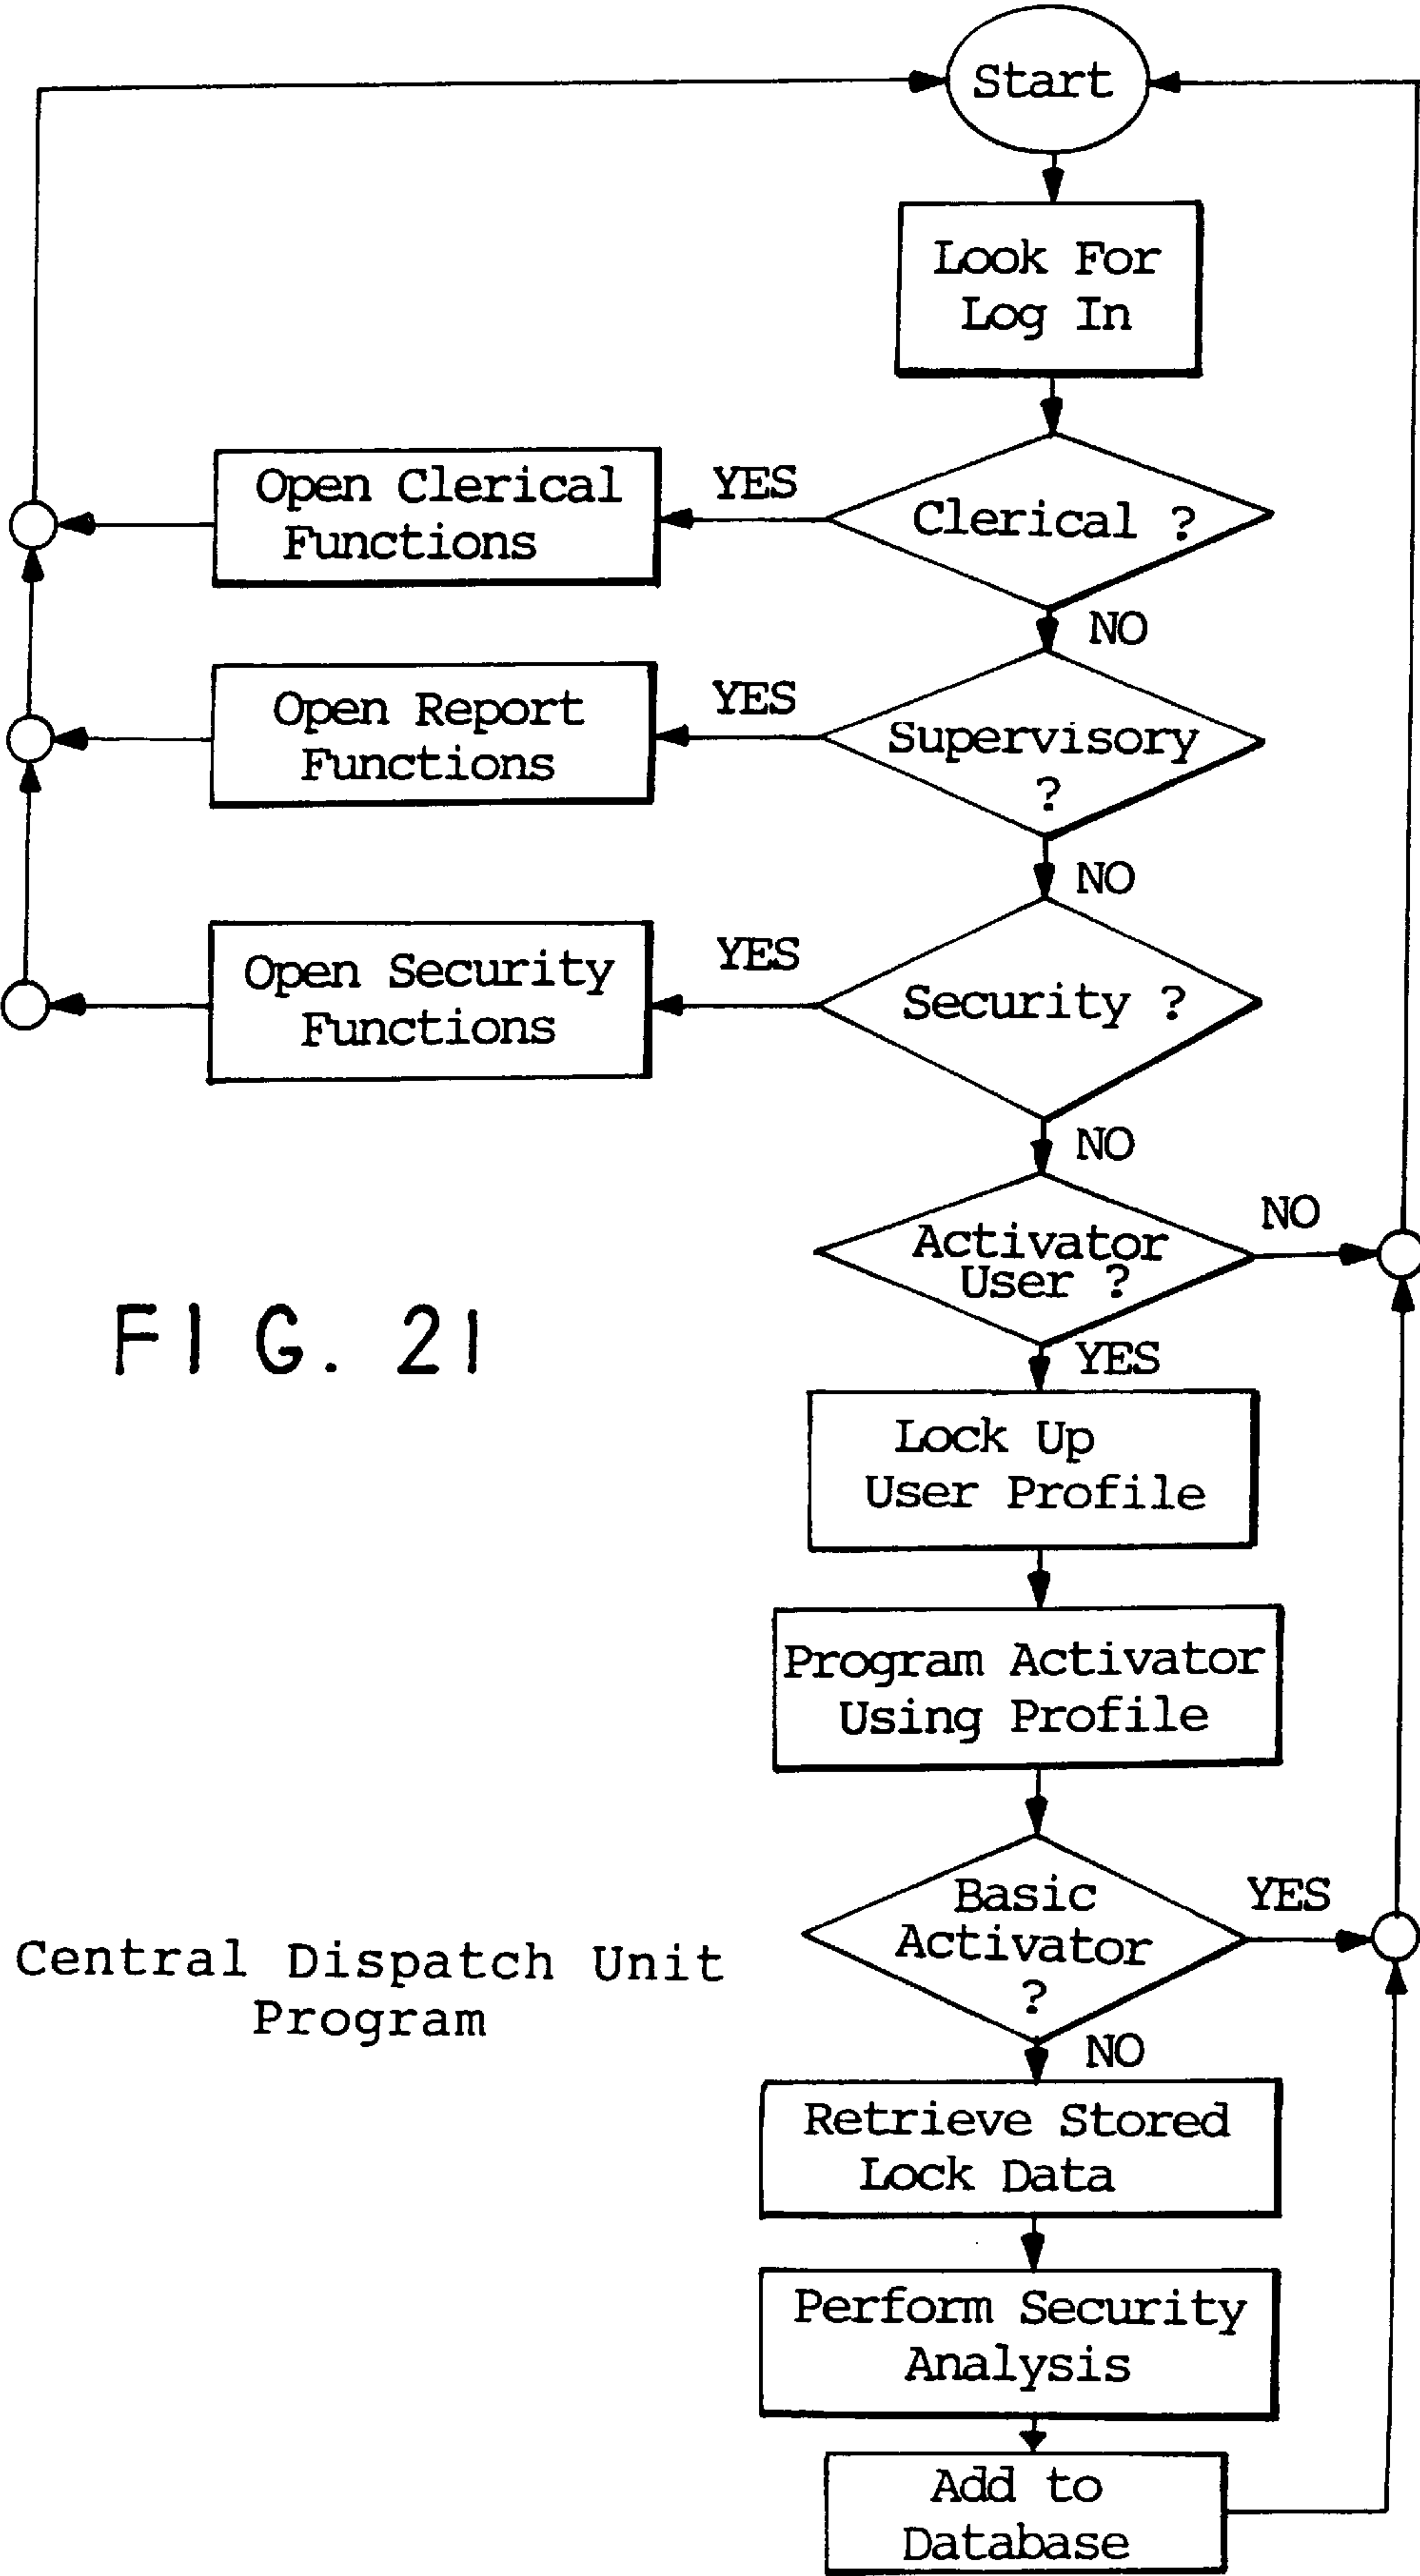 Start
Look For
Log In
Clerical ?
YES
Open Clerical
Functions
NO
Supervisory
?
YES
Open Report
Functions
NO
Security ?
YES
Open Security
Functions
NO
Activator
User ?
NO
YES
FIG. 21
Lock Up
User Profile
Program Activator
Using Profile
Basic
Activator
?
YES
Central Dispatch Unit
Program
NO
Retrieve Stored
Lock Data
Perform Security
Analysis
Add to
Database